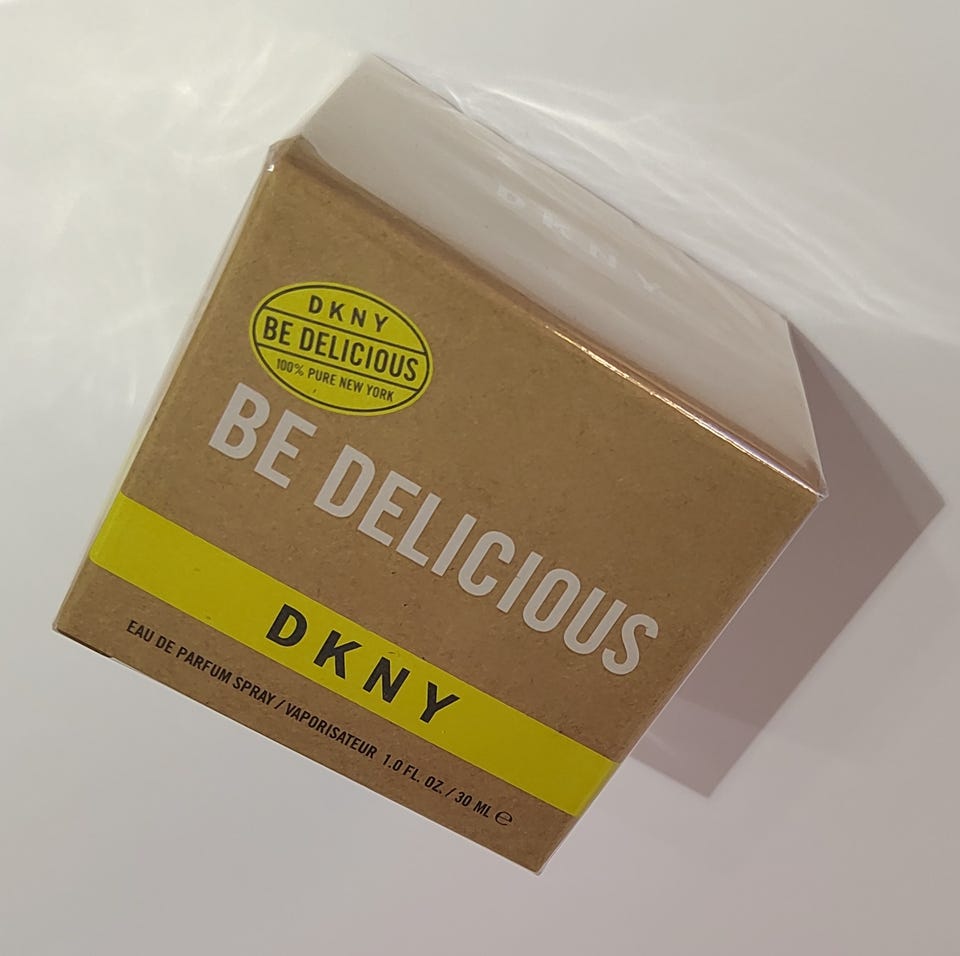 DKNY
DKNY
BE DELICIOUS
100% PURE NEW YORK
BE DELICIOUS
DKNY
EAU DE PARFUM SPRAY / VAPORISATEUR 1.0 FL. OZ. / 30 ML ℮